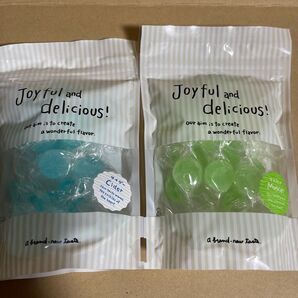 Joyful and
delicious!
Our aim is to create
a wonderful flavor.
Cider
a brand-new taste.
Joyful and
delicious!
Our aim is to create
a wonderful flavor.
a brand-new taste.